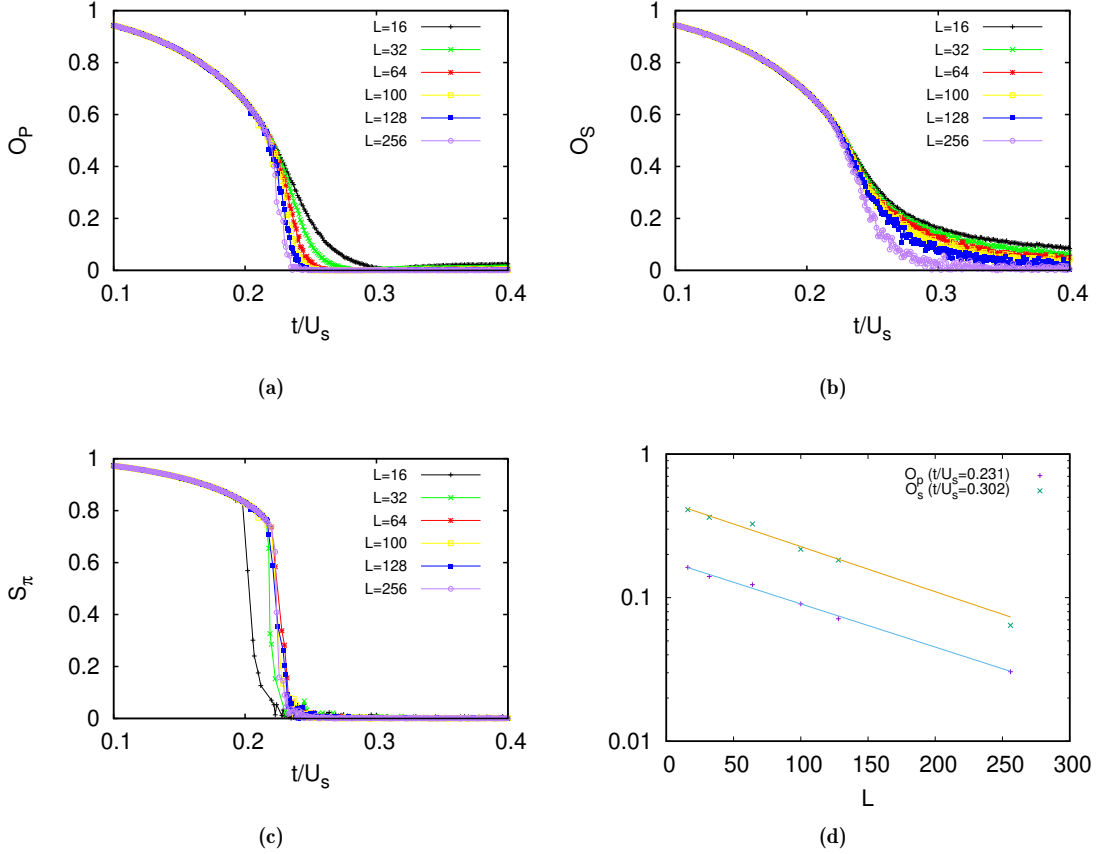 1
0.8
0.6
0.4
0.2
0
O_P
0.1 0.2 0.3 0.4
t/U_s
L=16
L=32
L=64
L=100
L=128
L=256
(a)
1
0.8
0.6
0.4
0.2
0
O_S
0.1 0.2 0.3 0.4
t/U_s
L=16
L=32
L=64
L=100
L=128
L=256
(b)
1
0.8
0.6
0.4
0.2
0
S_π
0.1 0.2 0.3 0.4
t/U_s
L=16
L=32
L=64
L=100
L=128
L=256
(c)
1
0.1
0.01
0 50 100 150 200 250 300
L
O_p (t/U_s=0.231)
O_s (t/U_s=0.302)
(d)